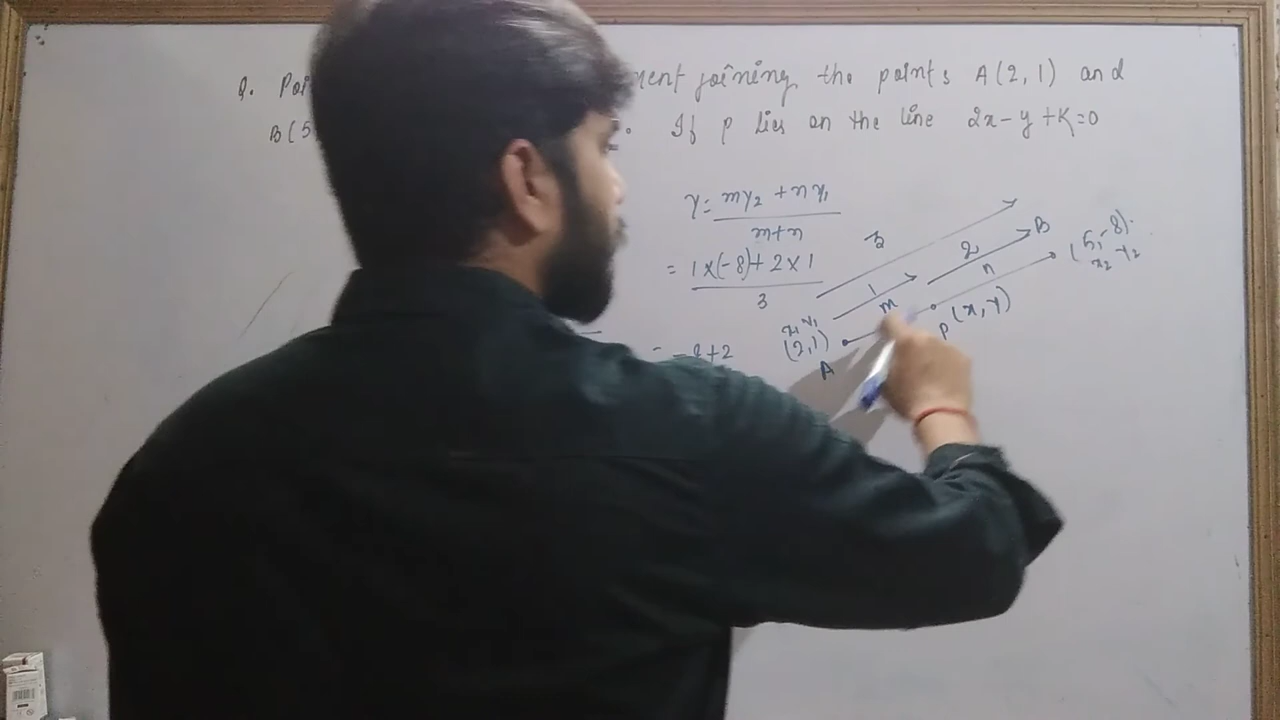 Q. Poi ment joining the points A(2,1) and
B(5 . If P lies on the line 2x-y+K=0
Y = my₂ + ny₁
m+n
= 1×(-8)+2×1
3
= -8+2
3
1
2
m
n
x₁ y₁
(2,1)
A
P (x, y)
B
(5,-8)
x₂ y₂